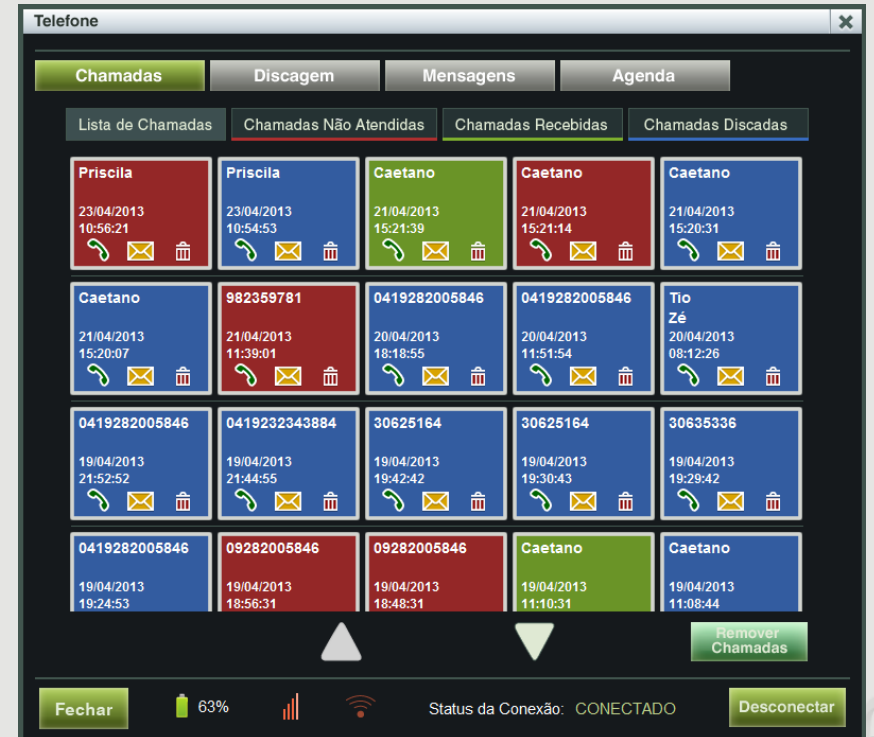 Telefone
Chamadas Discagem Mensagens Agenda
Lista de Chamadas Chamadas Não Atendidas Chamadas Recebidas Chamadas Discadas
Priscila Priscila Caetano Caetano Caetano
23/04/2013 23/04/2013 21/04/2013 21/04/2013 21/04/2013
10:56:21 10:54:53 15:21:39 15:21:14 15:20:31
Caetano 982359781 0419282005846 0419282005846 Tio
Zé
21/04/2013 21/04/2013 20/04/2013 20/04/2013 20/04/2013
15:20:07 11:39:01 18:18:55 11:51:54 08:12:26
0419282005846 0419232343884 30625164 30625164 30635336
19/04/2013 19/04/2013 19/04/2013 19/04/2013 19/04/2013
21:52:52 21:44:55 19:42:42 19:30:43 19:29:42
0419282005846 09282005846 09282005846 Caetano Caetano
19/04/2013 19/04/2013 19/04/2013 19/04/2013 19/04/2013
19:24:53 18:56:31 18:48:31 11:10:31 11:08:44
Remover
Chamadas
Fechar 63% Status da Conexão: CONECTADO Desconectar